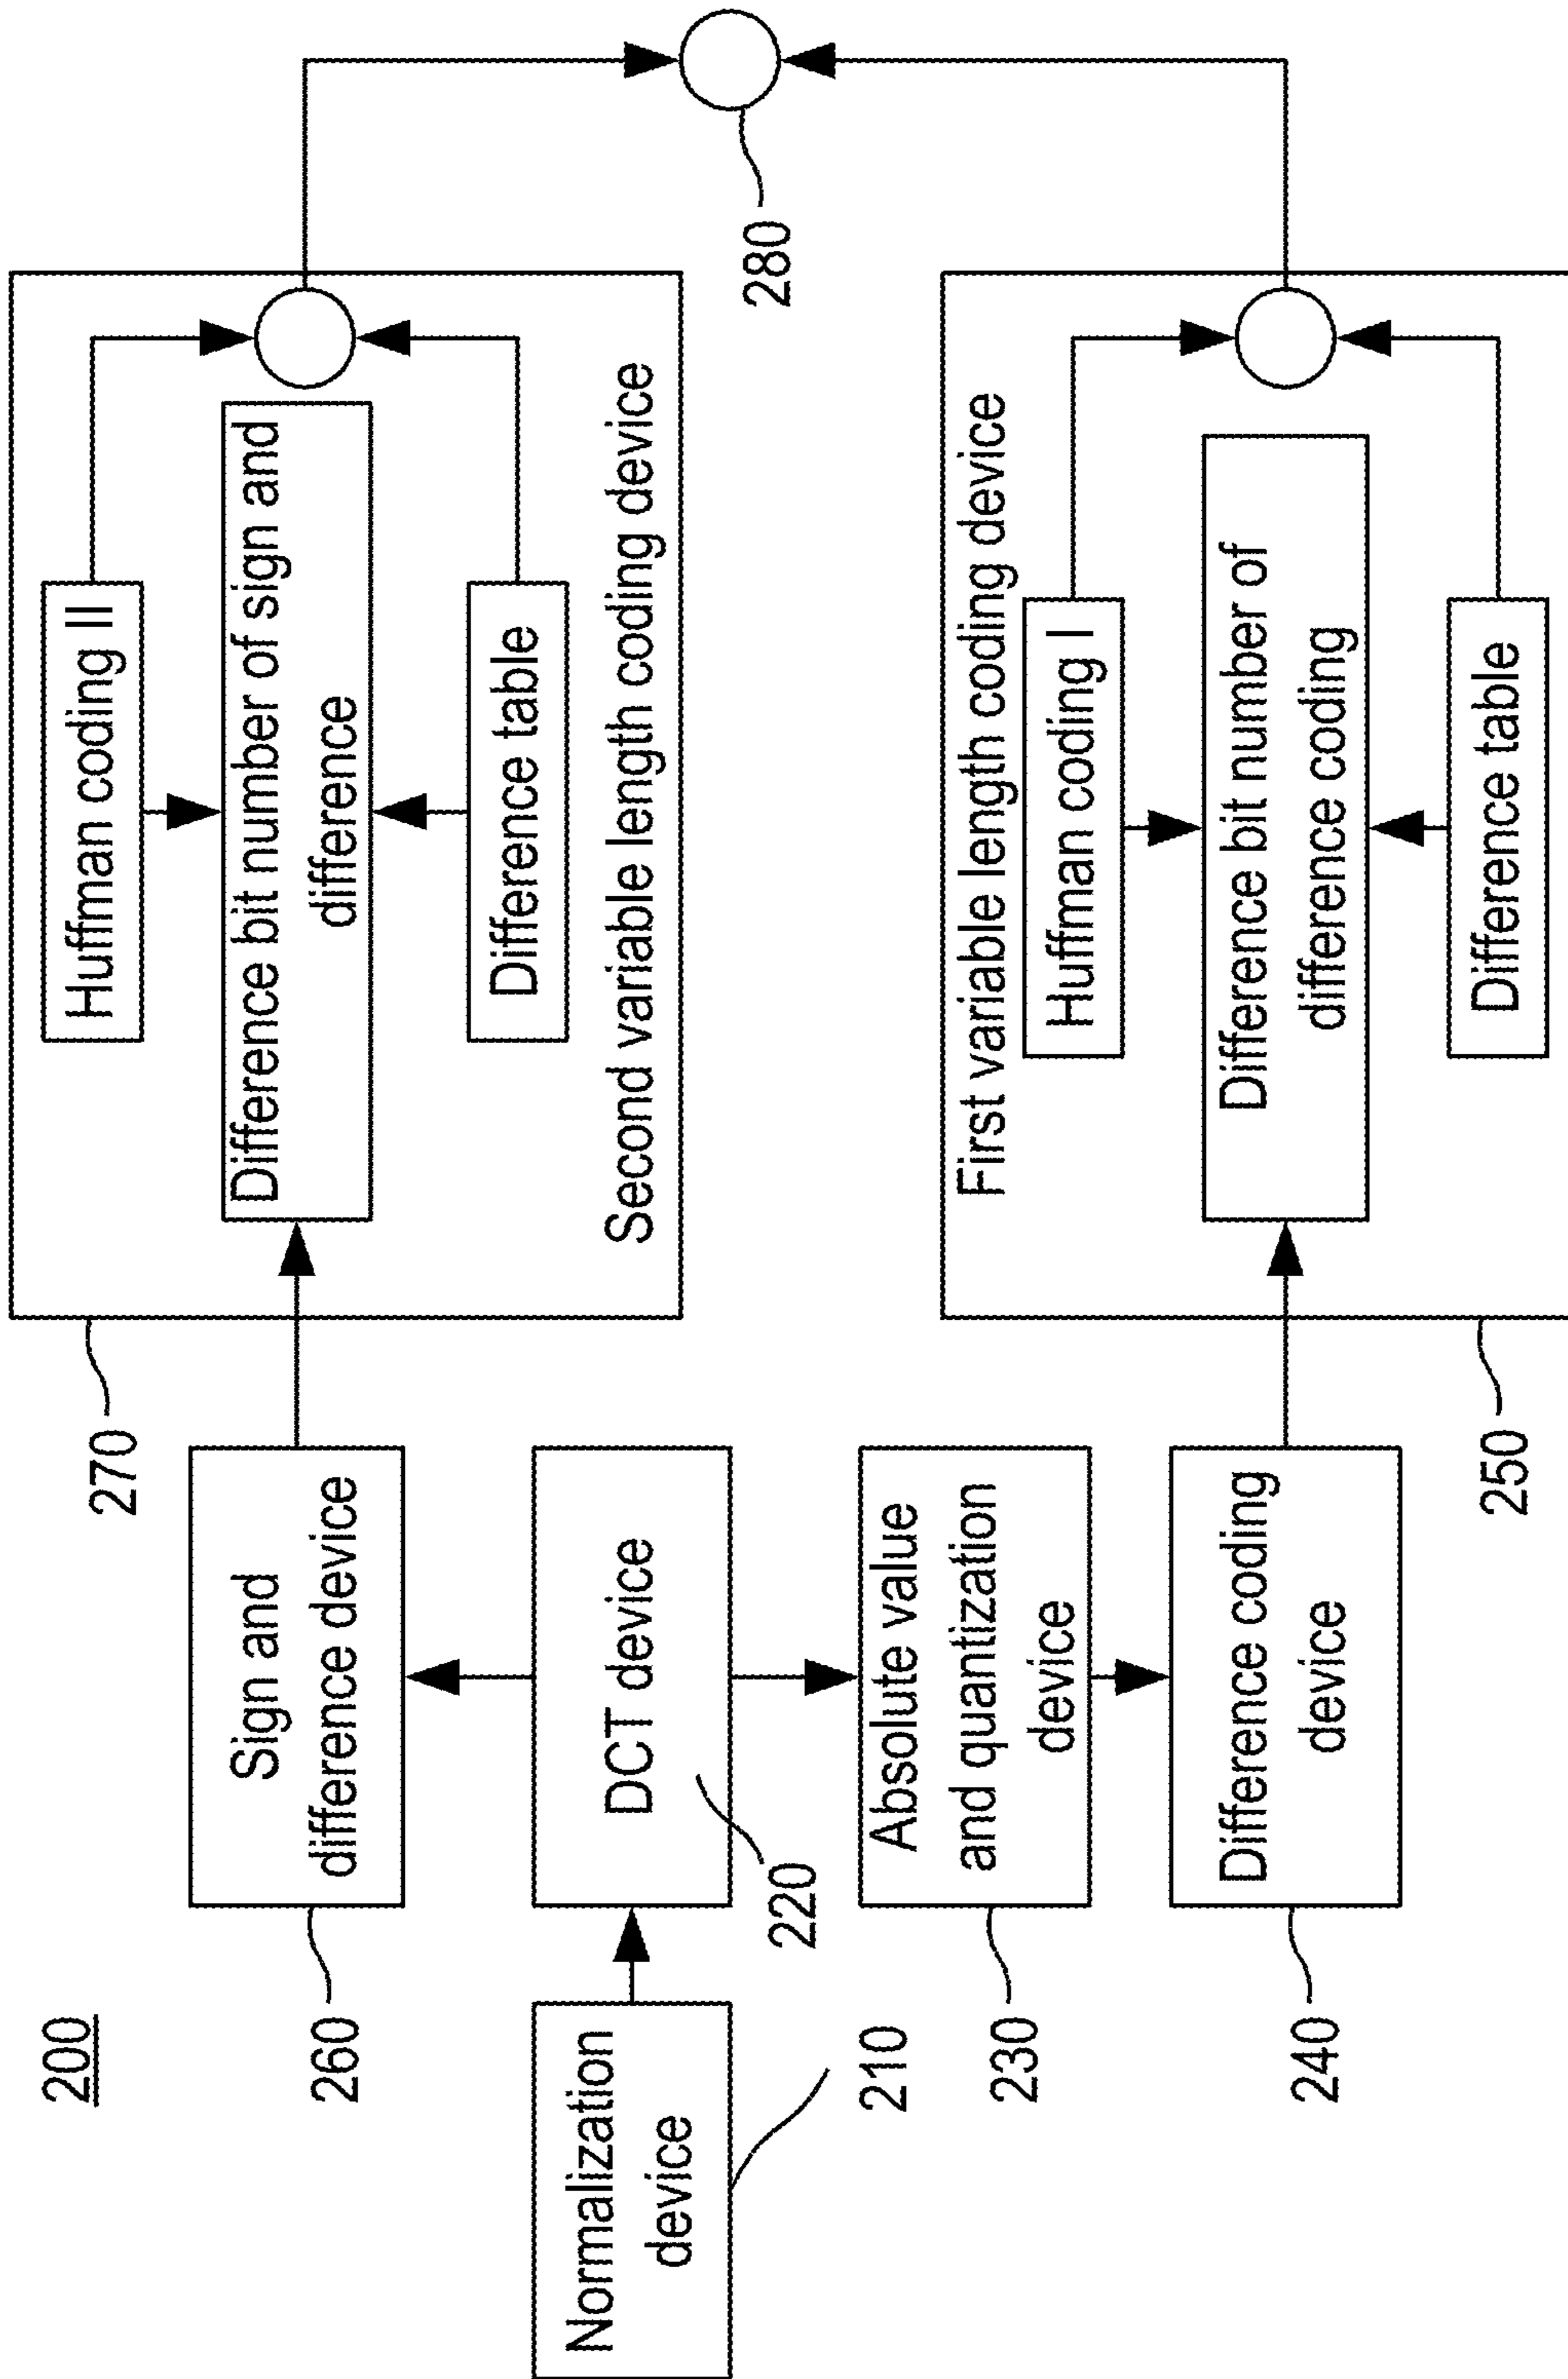 200
Normalization
device
210
DCT device
220
Sign and
difference device
260
Absolute value
and quantization
device
230
Difference coding
device
240
270
Huffman coding II
Difference bit number of sign and
difference
Difference table
Second variable length coding device
First variable length coding device
Huffman coding I
Difference bit number of
difference coding
Difference table
250
280